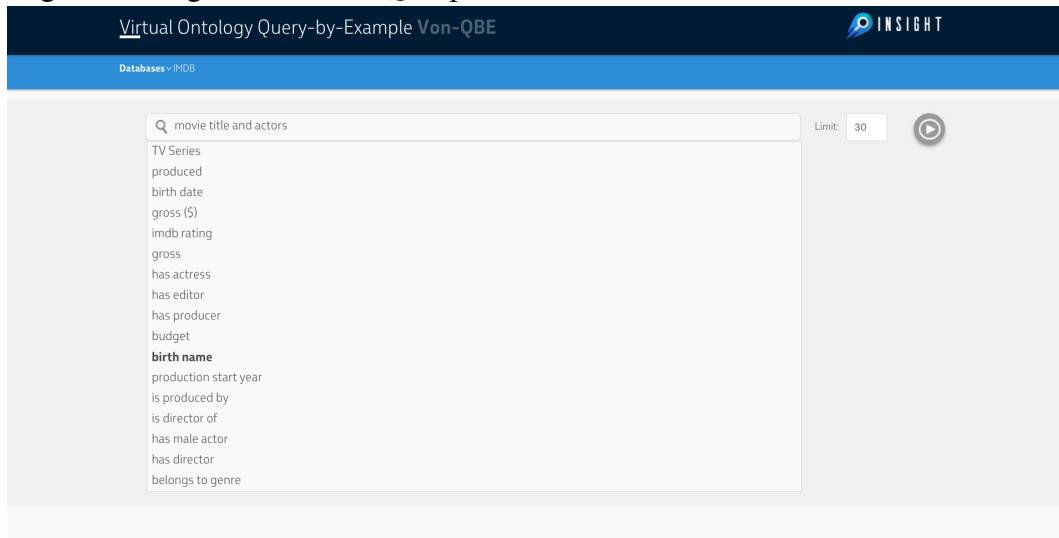 Virtual Ontology Query-by-Example Von-QBE
INSIGHT
Databases IMDB
movie title and actors
Limit: 30
TV Series
produced
birth date
gross ($)
imdb rating
gross
has actress
has editor
has producer
budget
birth name
production start year
is produced by
is director of
has male actor
has director
belongs to genre